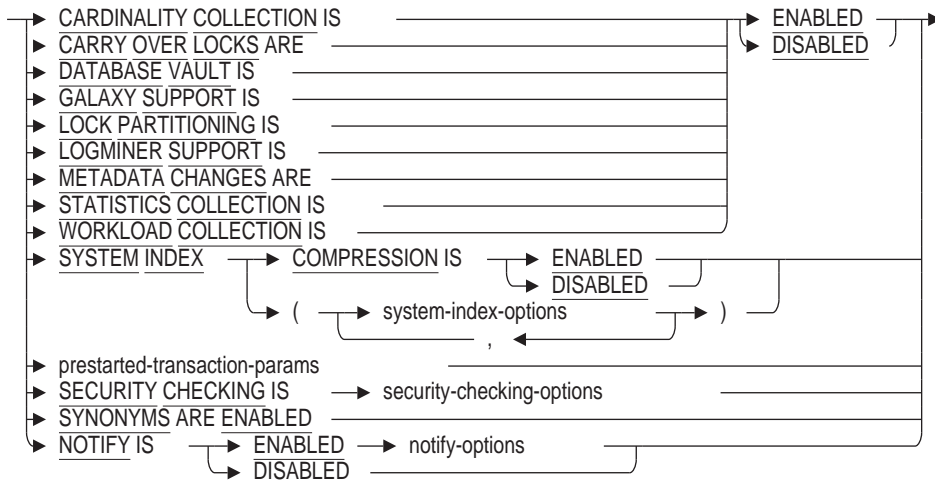 CARDINALITY COLLECTION IS ENABLED
CARRY OVER LOCKS ARE DISABLED
DATABASE VAULT IS
GALAXY SUPPORT IS
LOCK PARTITIONING IS
LOGMINER SUPPORT IS
METADATA CHANGES ARE
STATISTICS COLLECTION IS
WORKLOAD COLLECTION IS
SYSTEM INDEX COMPRESSION IS ENABLED
DISABLED
( system-index-options )
,
prestarted-transaction-params
SECURITY CHECKING IS security-checking-options
SYNONYMS ARE ENABLED
NOTIFY IS ENABLED notify-options
DISABLED